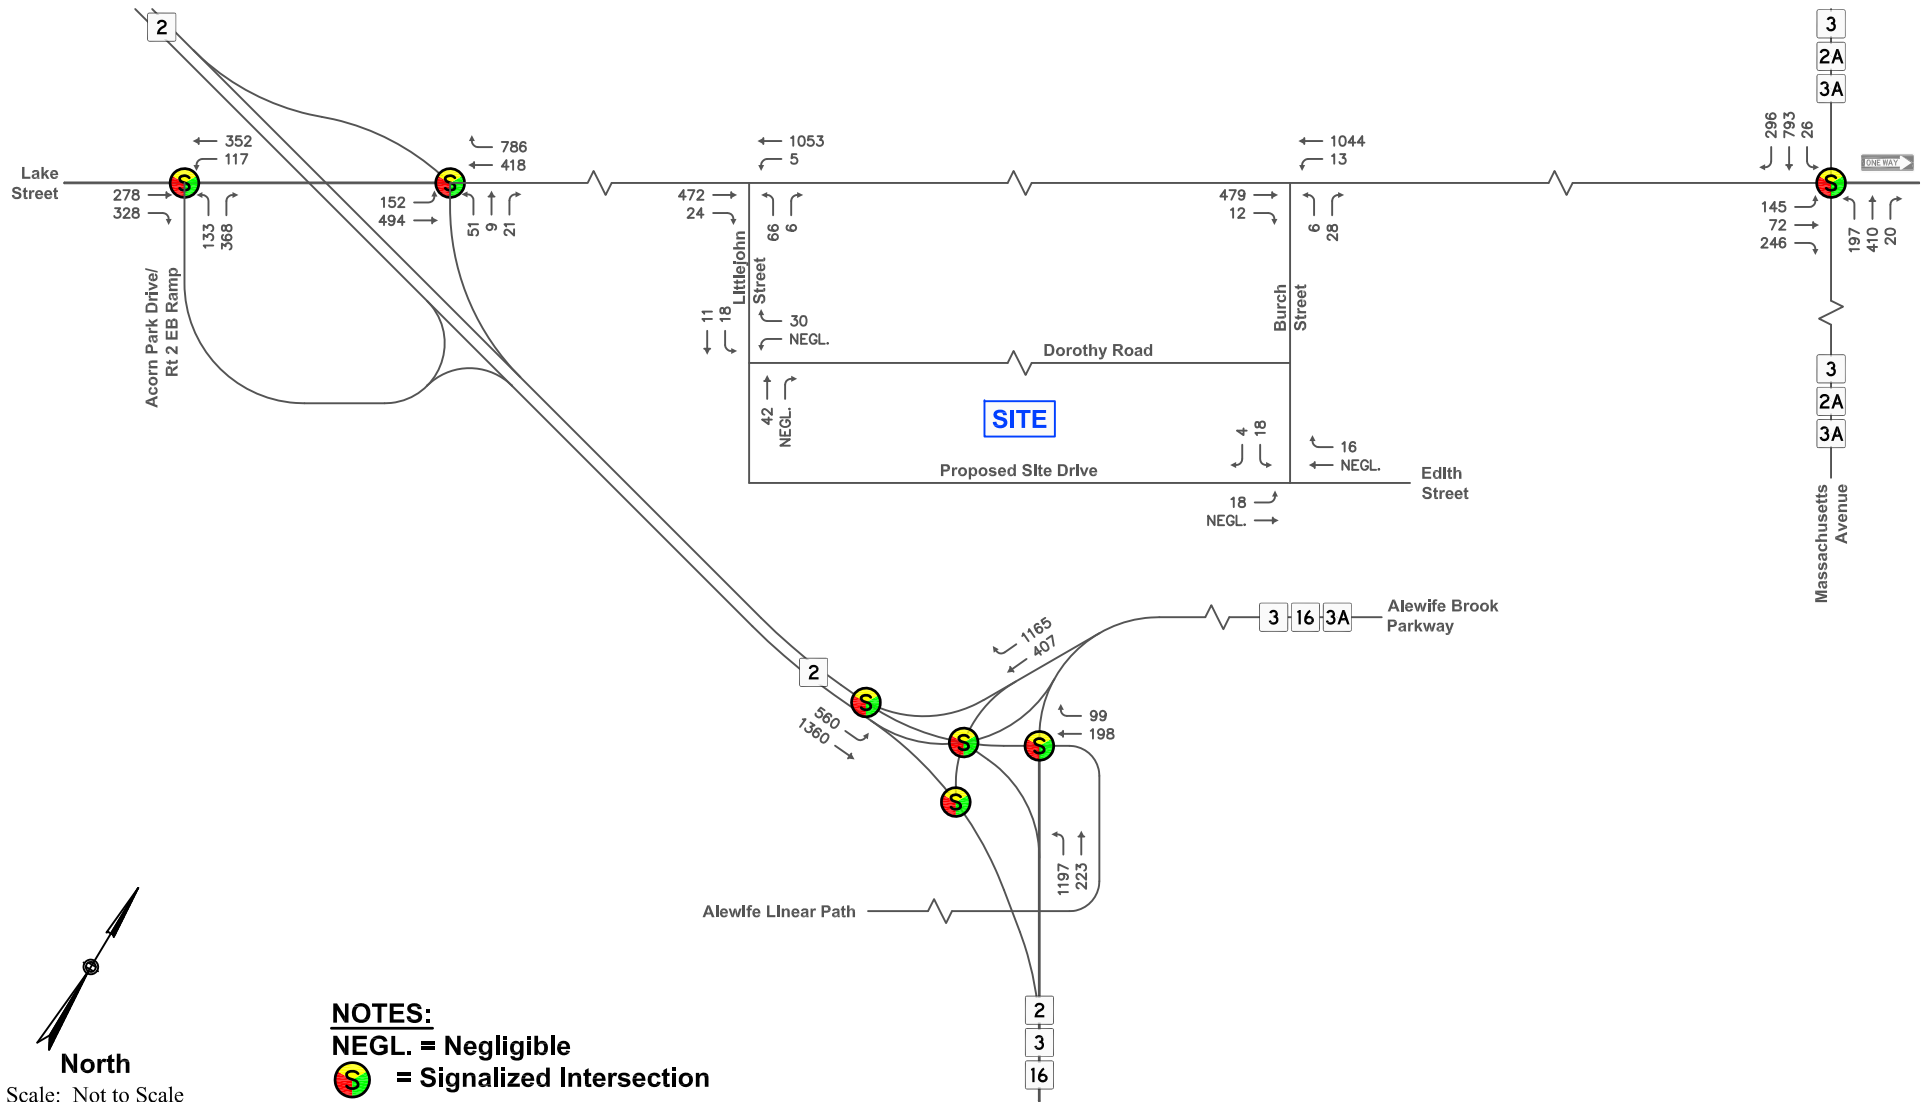 2
3
2A
3A
296
793
26
352
117
786
418
1053
5
1044
13
ONE WAY
Lake
Street
S
S
S
278
328
133
368
152
494
51
9
21
472
24
66
6
479
12
6
28
145
72
246
197
410
20
Acorn Park Drive/
Rt 2 EB Ramp
Littlejohn
Street
11
18
30
NEGL.
Burch
Street
Dorothy Road
42
NEGL.
SITE
4
18
16
NEGL.
Proposed Site Drive
Edith
Street
18
NEGL.
3
2A
3A
Massachusetts
Avenue
Alewife Brook
Parkway
3
16
3A
1165
407
2
S
560
1360
S
S
99
198
S
1197
223
Alewife Linear Path
2
3
16
North
Scale: Not to Scale
NOTES:
NEGL. = Negligible
S = Signalized Intersection